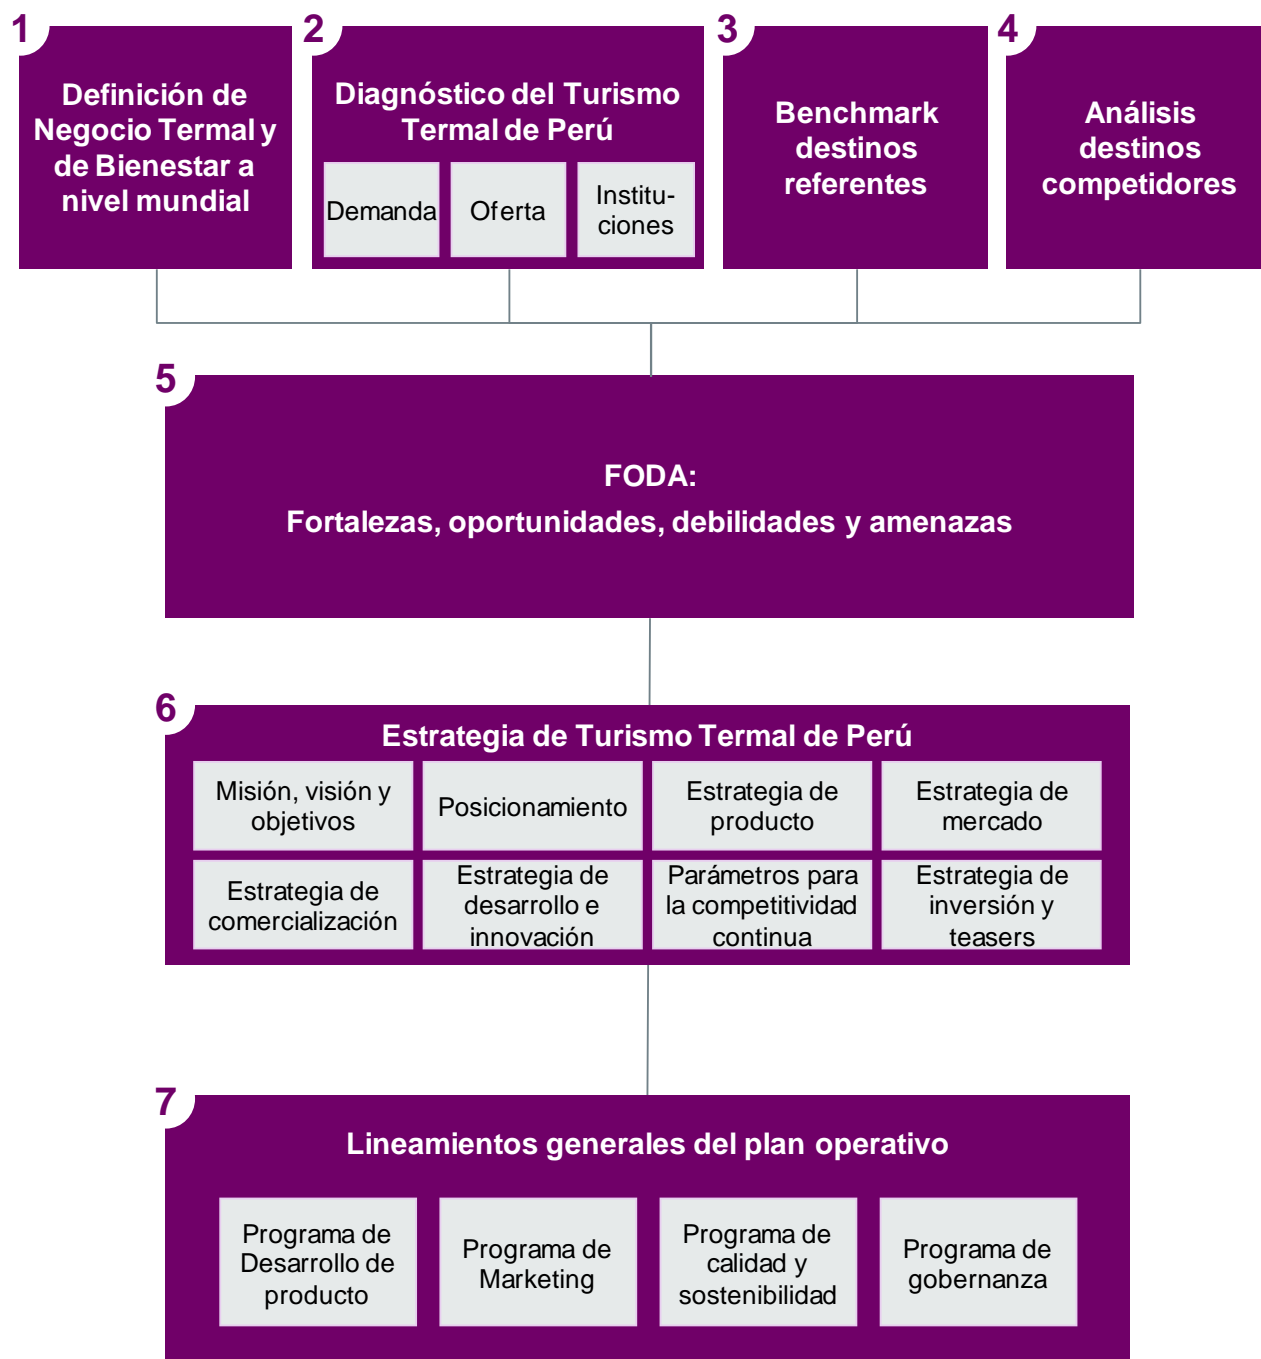 1
Definición de
Negocio Termal y
de Bienestar a
nivel mundial
2
Diagnóstico del Turismo
Termal de Perú
Demanda
Oferta
Institu-
ciones
3
Benchmark
destinos
referentes
4
Análisis
destinos
competidores
5
FODA:
Fortalezas, oportunidades, debilidades y amenazas
6
Estrategia de Turismo Termal de Perú
Misión, visión y
objetivos
Posicionamiento
Estrategia de
producto
Estrategia de
mercado
Estrategia de
comercialización
Estrategia de
desarrollo e
innovación
Parámetros para
la competitividad
continua
Estrategia de
inversión y
teasers
7
Lineamientos generales del plan operativo
Programa de
Desarrollo de
producto
Programa de
Marketing
Programa de
calidad y
sostenibilidad
Programa de
gobernanza